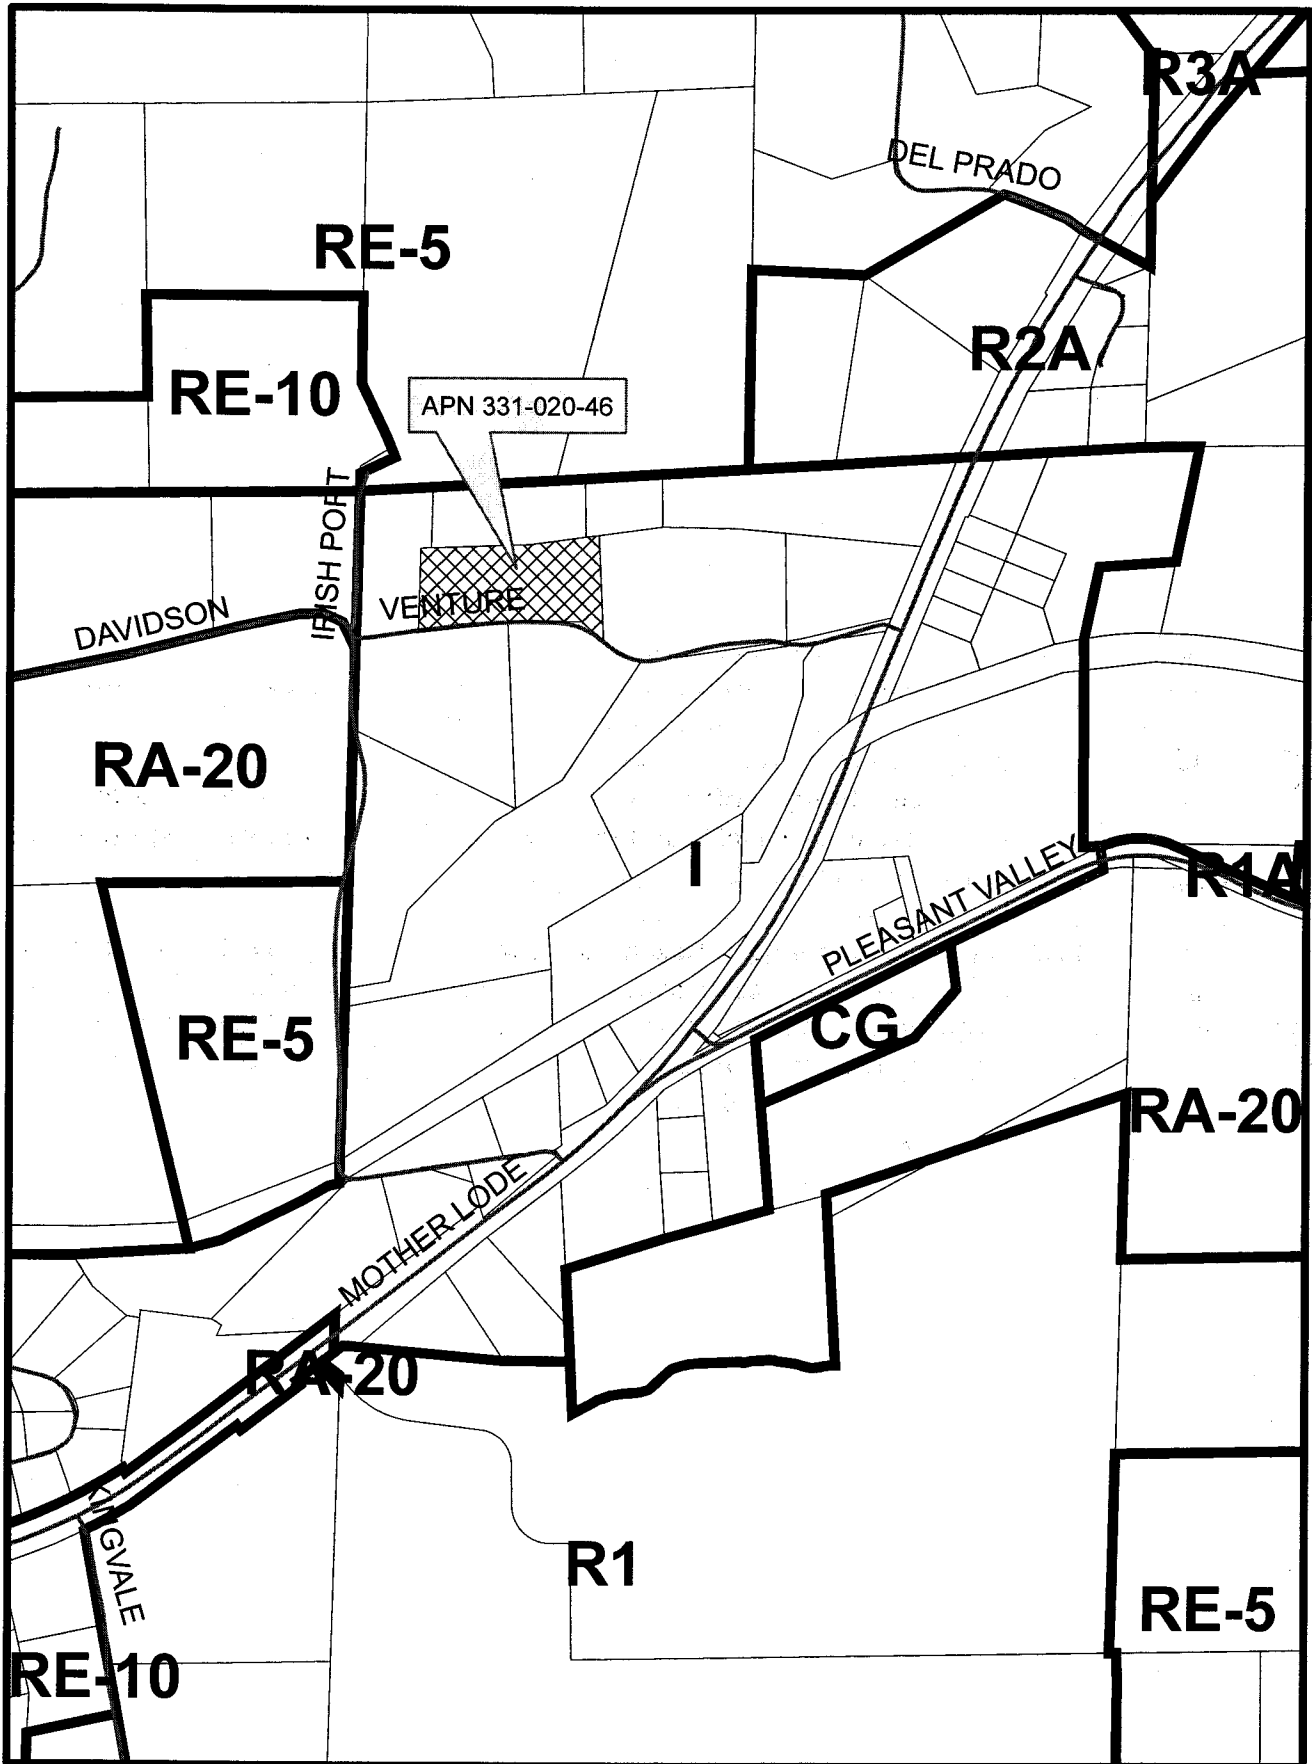 R3A
DEL PRADO
RE-5
R2A
RE-10
APN 331-020-46
IRISH PORT
VENTURE
DAVIDSON
RA-20
I
PLEASANT VALLEY
R1A
CG
RE-5
RA-20
MOTHER LODE
RA-20
KINGVALE
R1
RE-5
RE-10